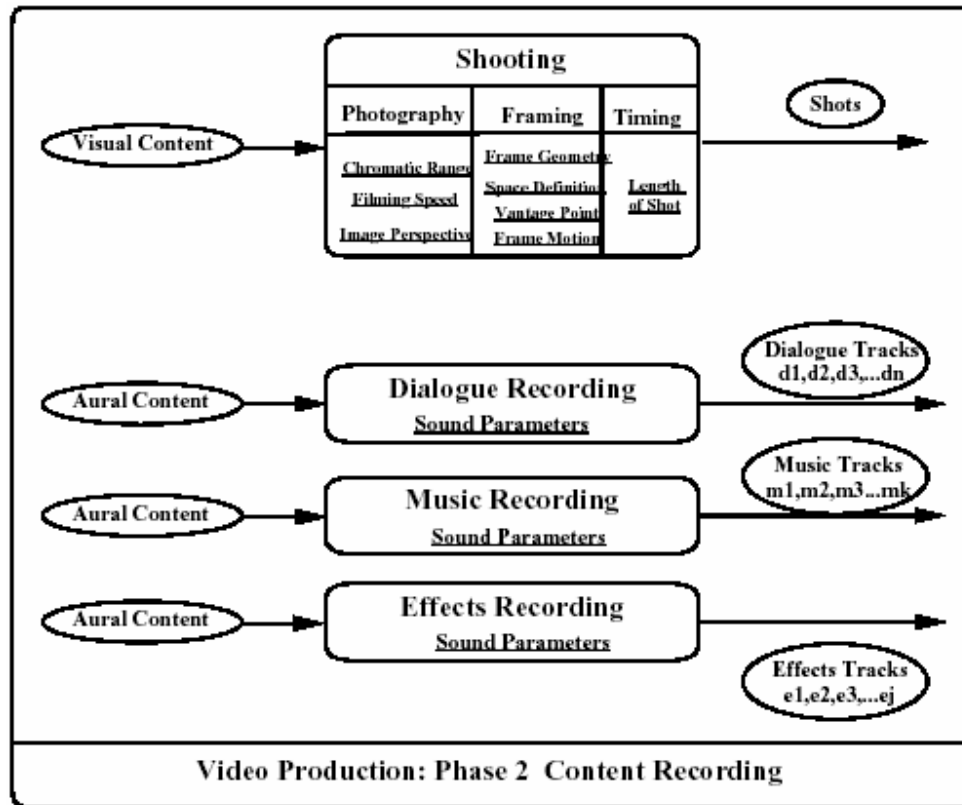 Shooting
Photography Framing Timing
Shots
Visual Content
Chromatic Range
Filming Speed
Image Perspective
Frame Geometry
Space Definition
Vantage Point
Frame Motion
Length
of Shot
Aural Content
Dialogue Recording
Sound Parameters
Dialogue Tracks
d1,d2,d3,...dn
Aural Content
Music Recording
Sound Parameters
Music Tracks
m1,m2,m3...mk
Aural Content
Effects Recording
Sound Parameters
Effects Tracks
e1,e2,e3,...ej
Video Production: Phase 2 Content Recording